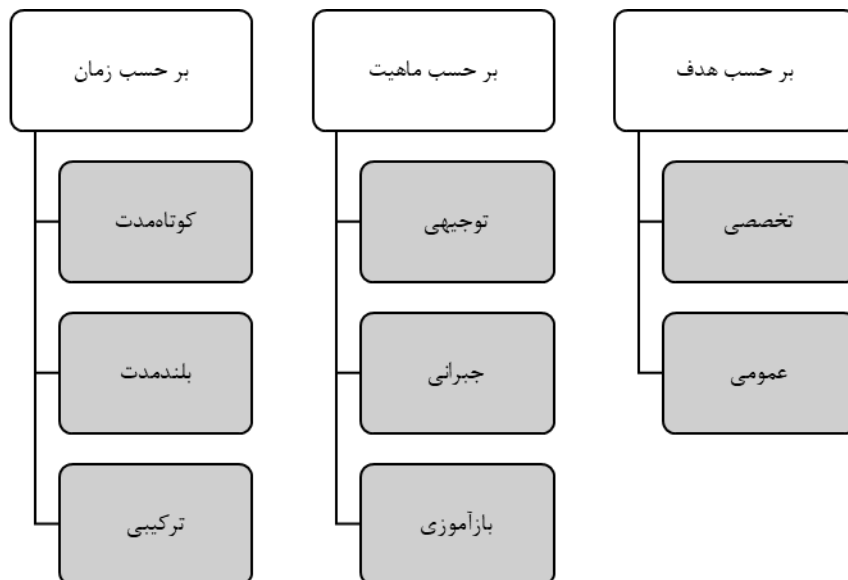 بر حسب هدف
تخصصی
عمومی
بر حسب ماهیت
توجیهی
جبرانی
بازآموزی
بر حسب زمان
کوتاه‌مدت
بلندمدت
ترکیبی